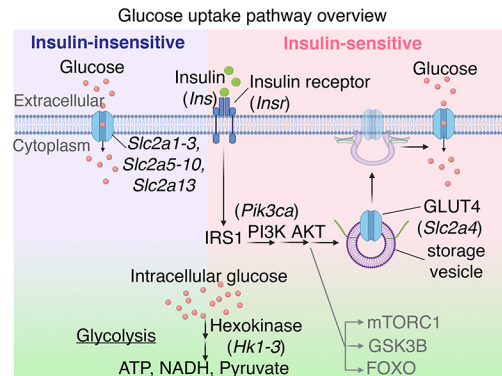 Glucose uptake pathway overview
Insulin-insensitive
Insulin-sensitive
Glucose
Insulin
(Ins)
Insulin receptor
(Insr)
Glucose
Extracellular
Cytoplasm
Slc2a1-3,
Slc2a5-10,
Slc2a13
(Pik3ca)
IRS1
PI3K
AKT
GLUT4
(Slc2a4)
storage
vesicle
Intracellular glucose
Glycolysis
Hexokinase
(Hk1-3)
ATP, NADH, Pyruvate
mTORC1
GSK3B
FOXO